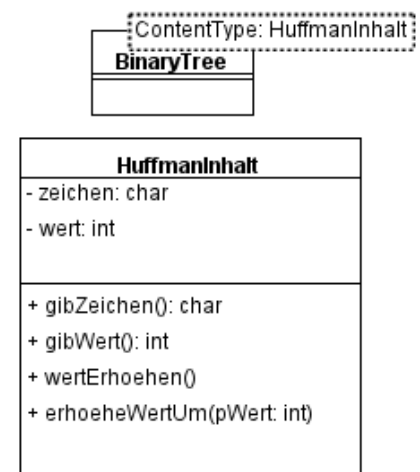 ContentType: HuffmanInhalt
BinaryTree
HuffmanInhalt
- zeichen: char
- wert: int
+ gibZeichen(): char
+ gibWert(): int
+ wertErhoehen()
+ erhoeheWertUm(pWert: int)